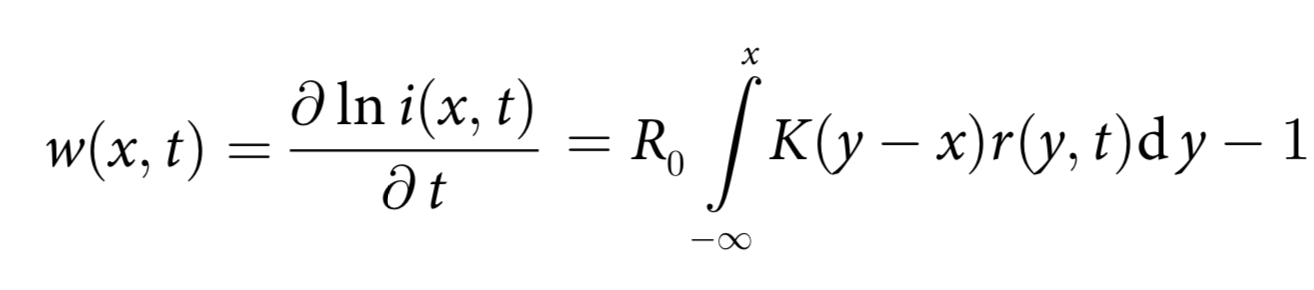 w(x, t) = ∂ ln i(x, t) / ∂ t = R₀ ∫_{−∞}^{x} K(y − x)r(y, t)dy − 1